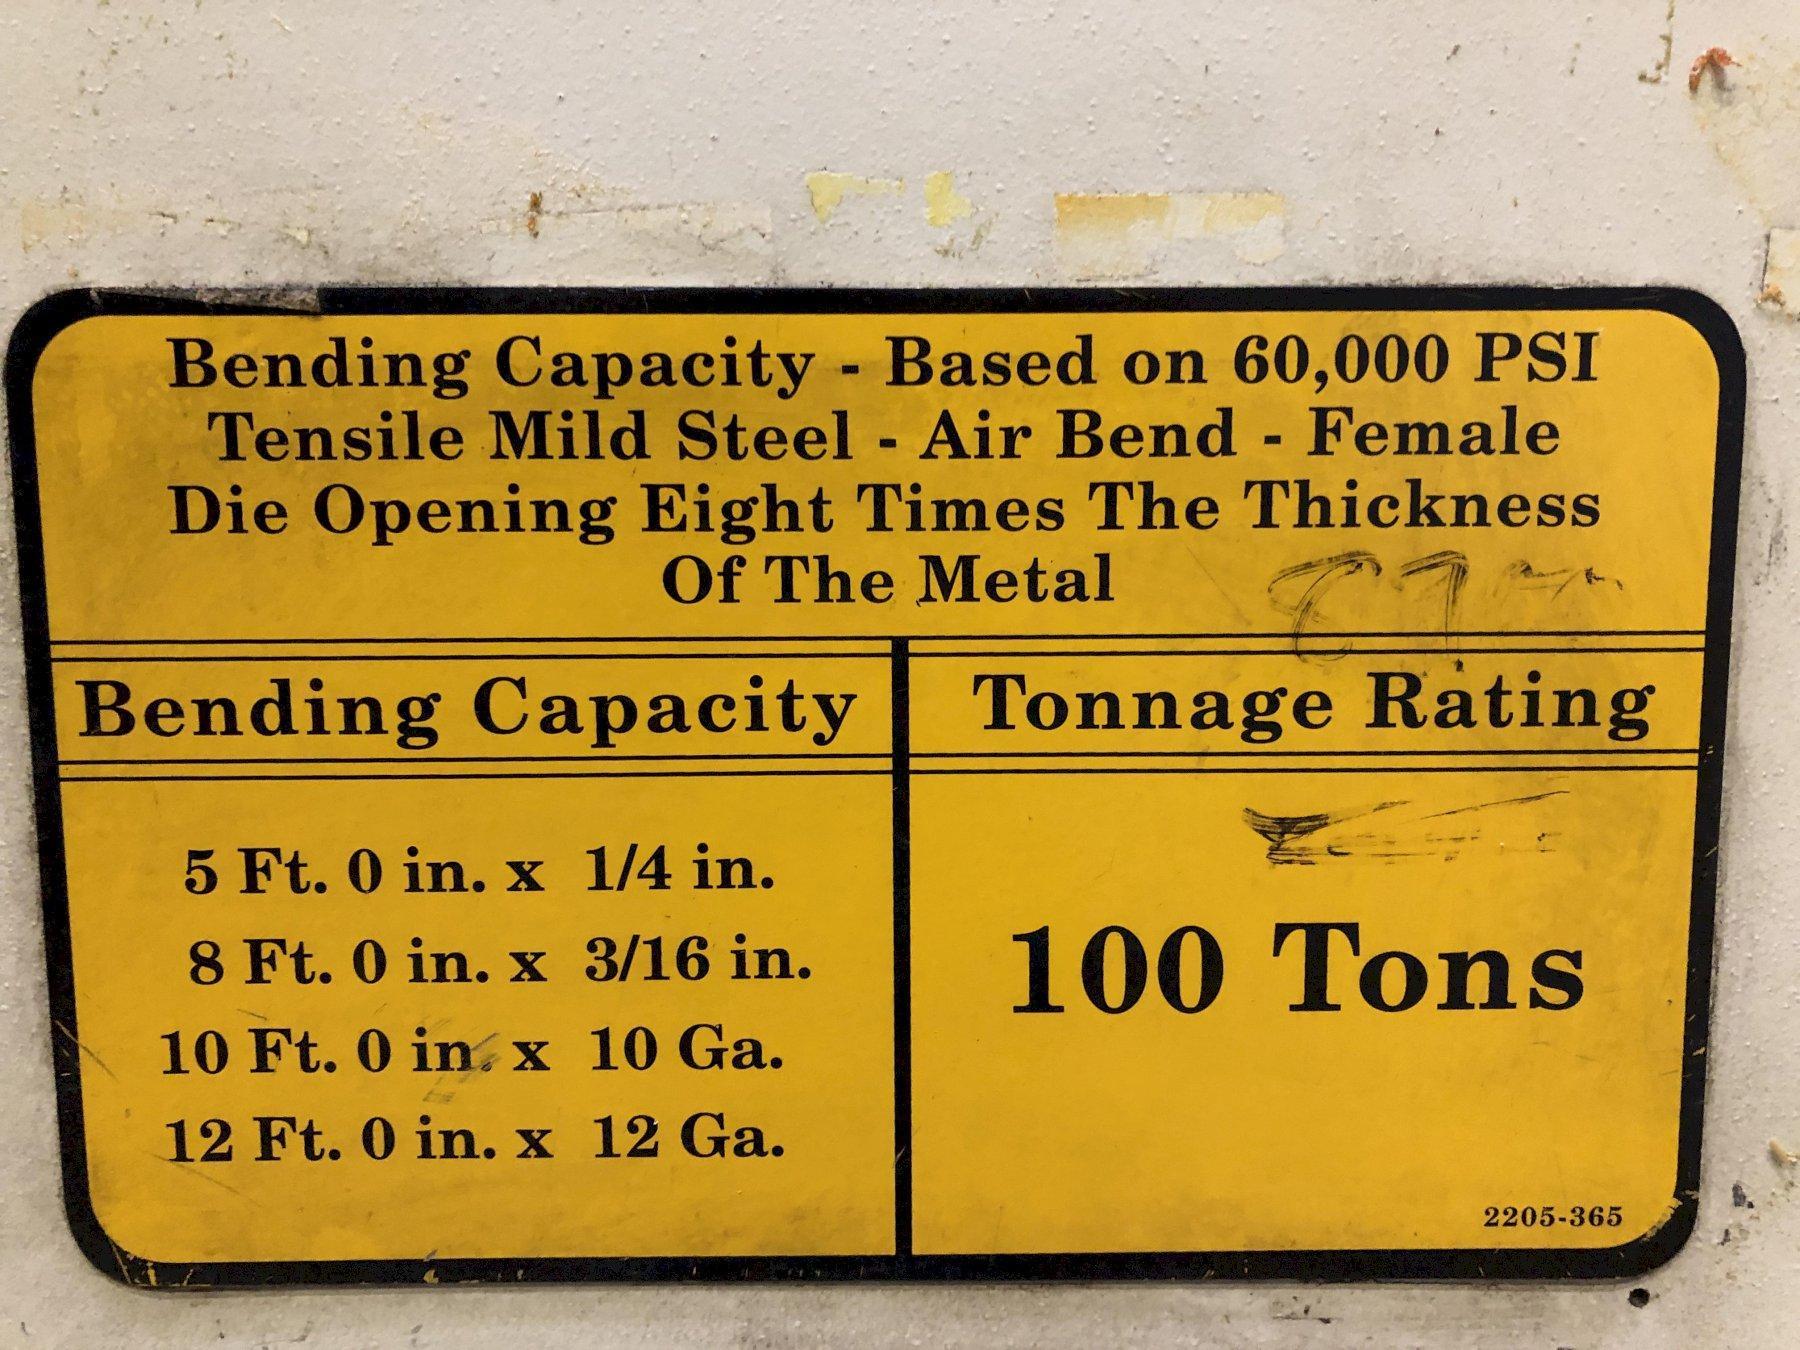 Bending Capacity - Based on 60,000 PSI
Tensile Mild Steel - Air Bend - Female
Die Opening Eight Times The Thickness
Of The Metal
Bending Capacity
Tonnage Rating
5 Ft. 0 in. x 1/4 in.
8 Ft. 0 in. x 3/16 in.
10 Ft. 0 in. x 10 Ga.
12 Ft. 0 in. x 12 Ga.
100 Tons
2205-365